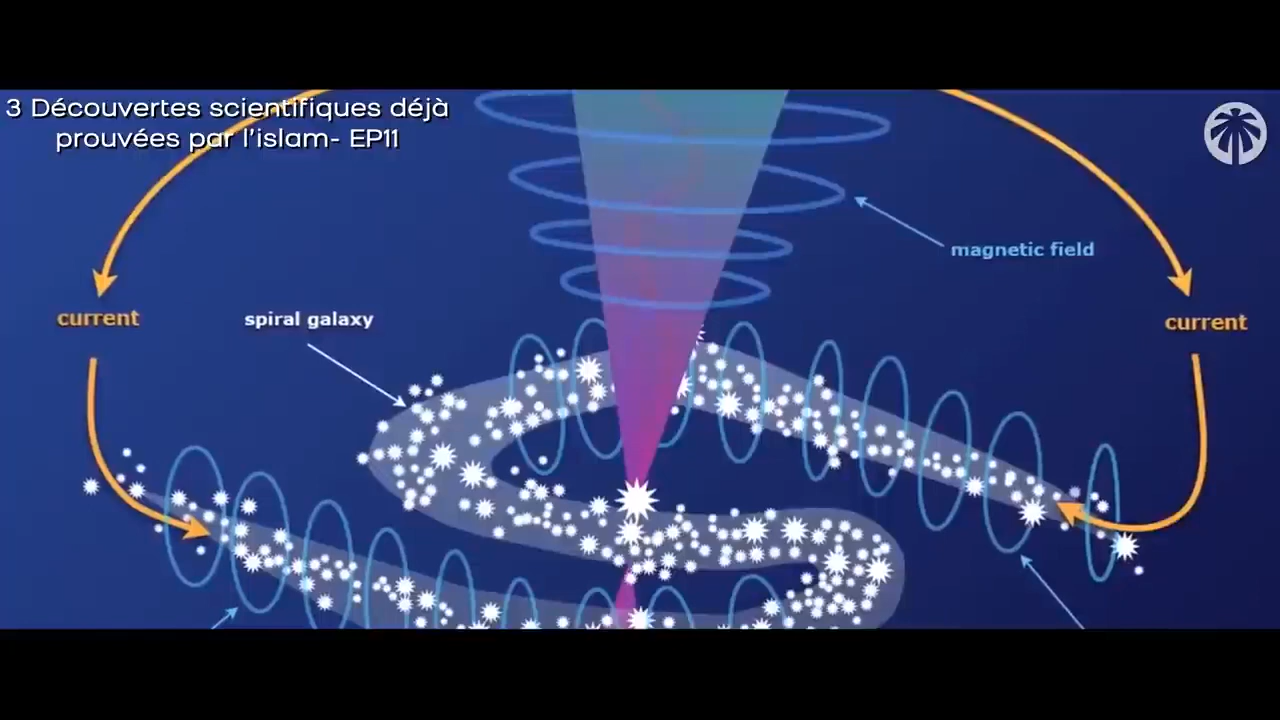 3 Découvertes scientifiques déjà
prouvées par l'islam- EP11
magnetic field
current
spiral galaxy
current